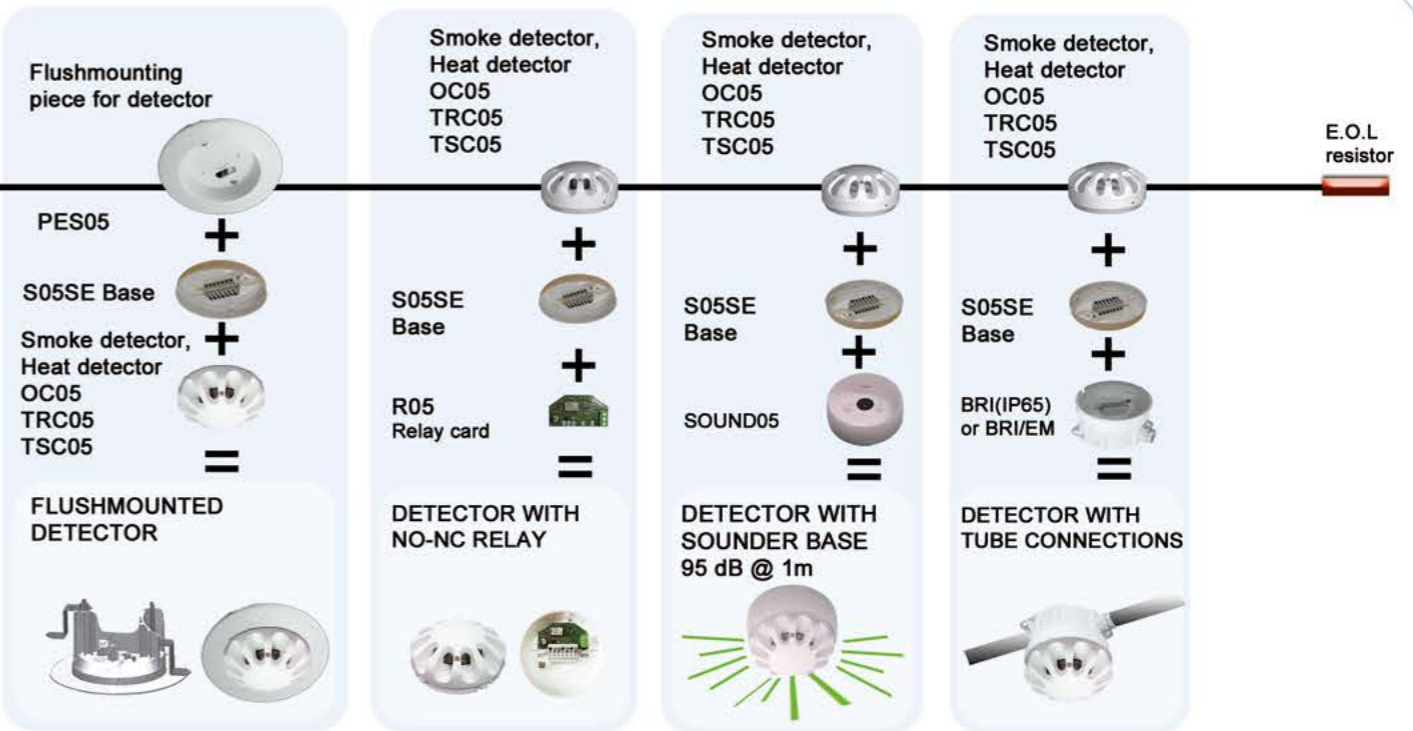 Flushmounting
piece for detector
PES05
+
S05SE Base
+
Smoke detector,
Heat detector
OC05
TRC05
TSC05
=
FLUSHMOUNTED
DETECTOR
Smoke detector,
Heat detector
OC05
TRC05
TSC05
+
S05SE
Base
+
R05
Relay card
=
DETECTOR WITH
NO-NC RELAY
Smoke detector,
Heat detector
OC05
TRC05
TSC05
+
S05SE
Base
+
SOUND05
=
DETECTOR WITH
SOUNDER BASE
95 dB @ 1m
Smoke detector,
Heat detector
OC05
TRC05
TSC05
+
S05SE
Base
+
BRI(IP65)
or BRI/EM
=
DETECTOR WITH
TUBE CONNECTIONS
E.O.L
resistor